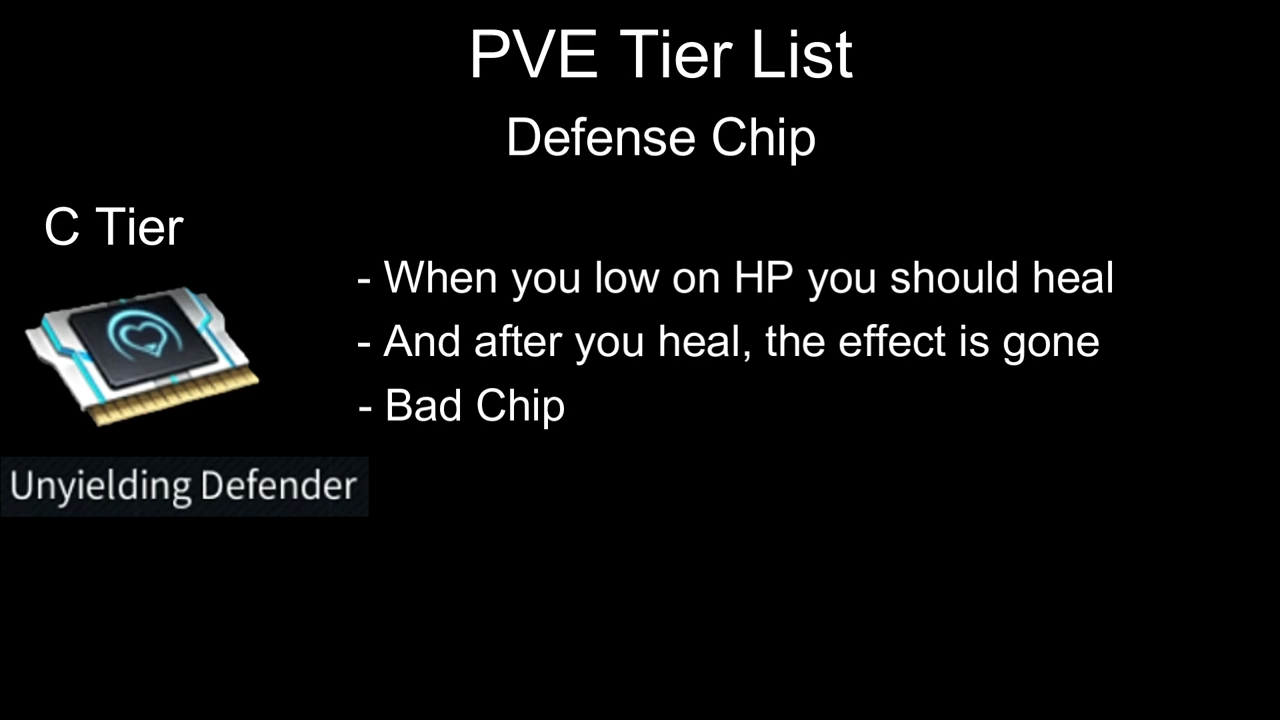 PVE Tier List
Defense Chip
C Tier
- When you low on HP you should heal
- And after you heal, the effect is gone
- Bad Chip
Unyielding Defender